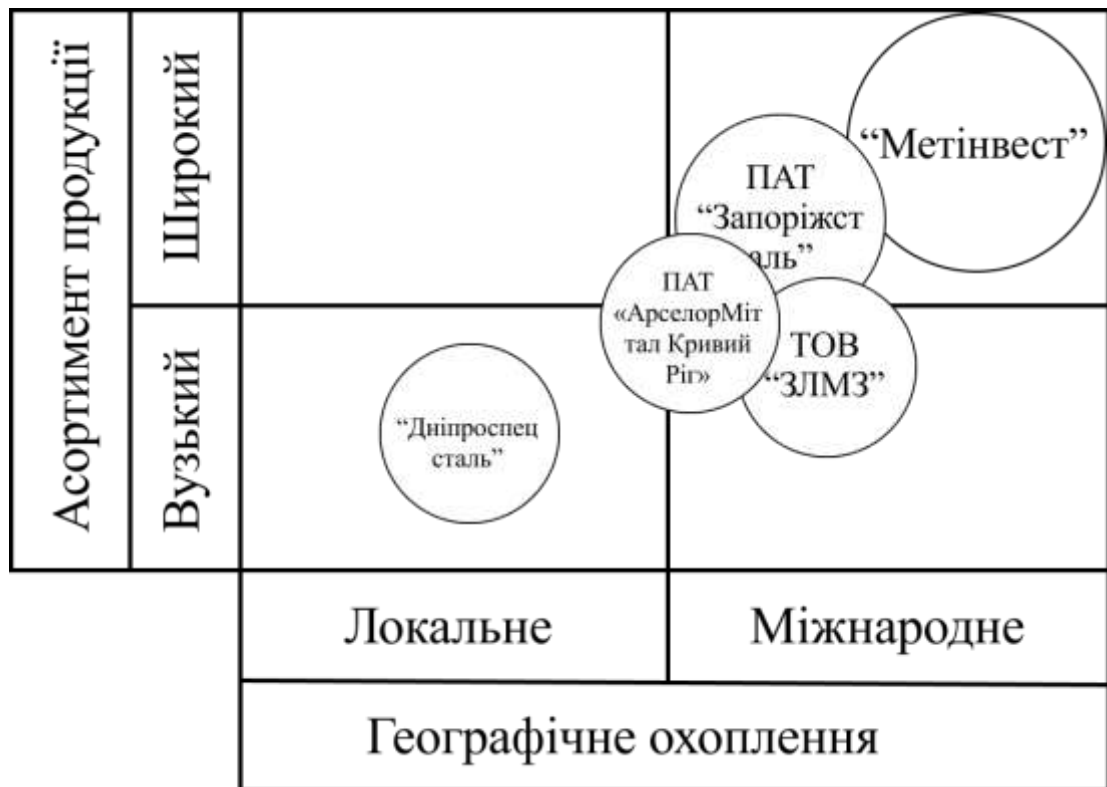 Асортимент продукції
Широкий
Вузький
“Метінвест”
ПАТ
“Запоріжст
аль”
ПАТ
«АрселорМіт
тал Кривий
Ріг»
ТОВ
“ЗЛМЗ”
“Дніпроспец
сталь”
Локальне
Міжнародне
Географічне охоплення